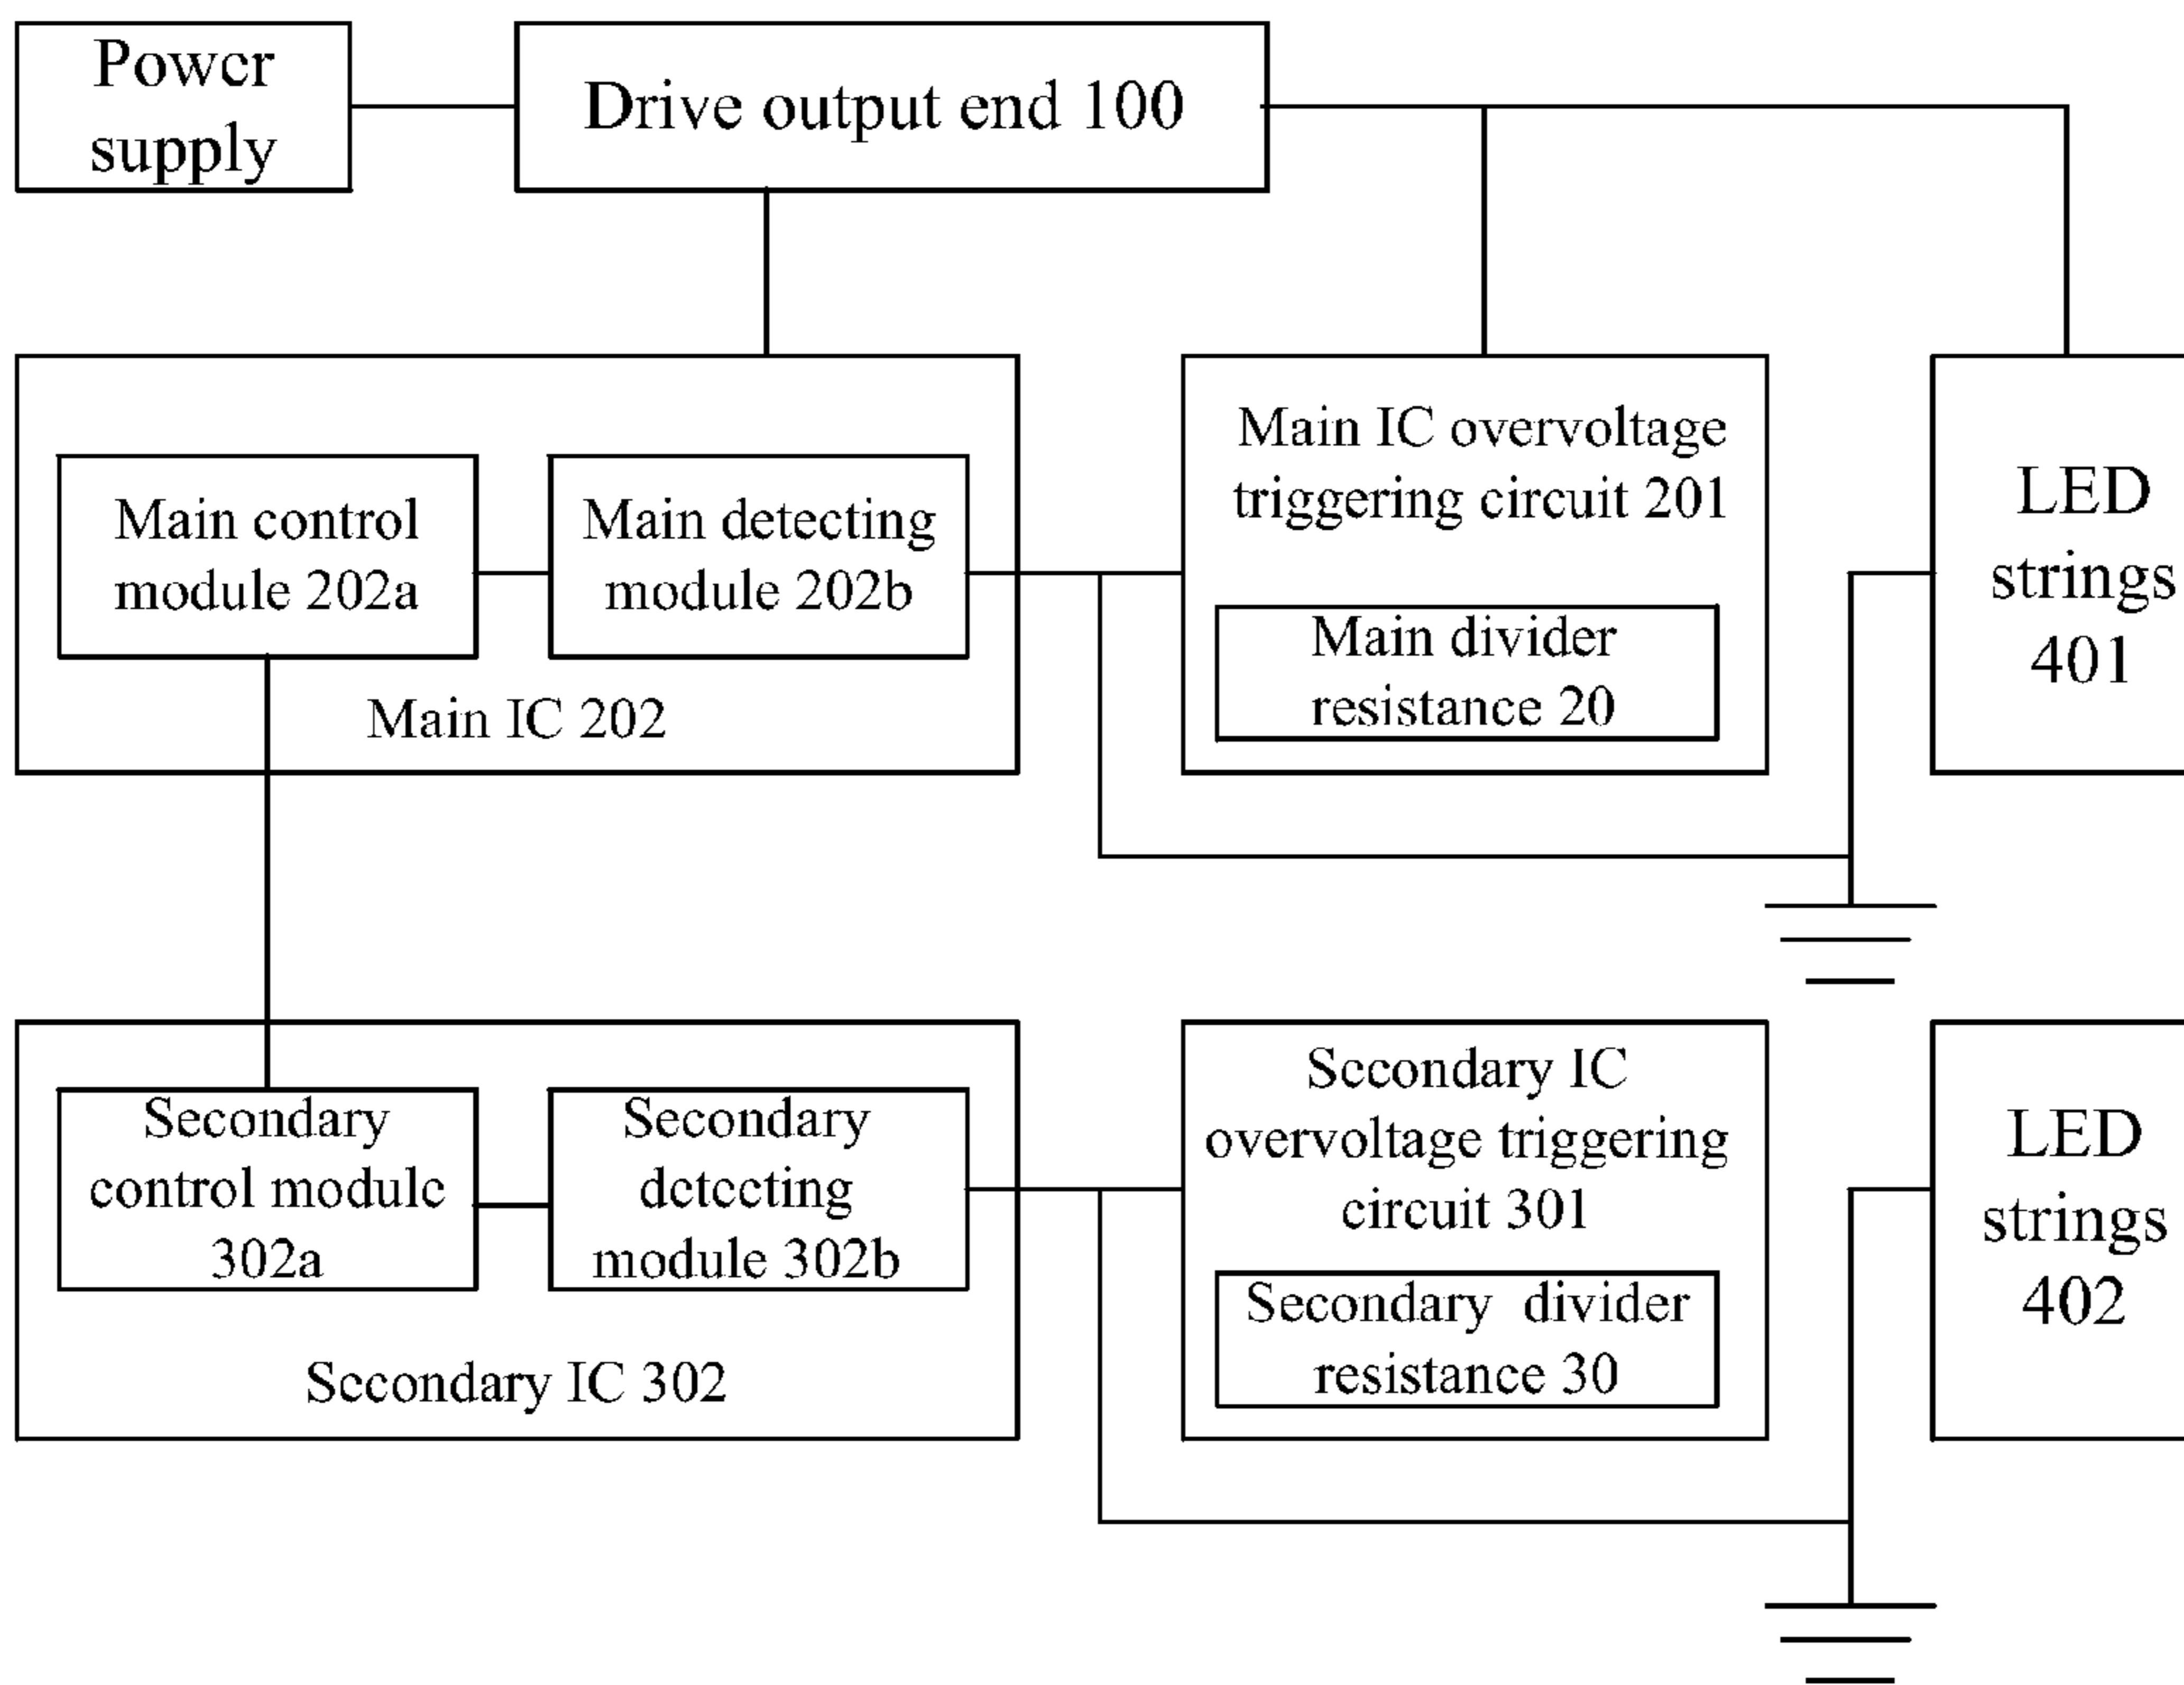 Power
supply
Drive output end 100
Main control
module 202a
Main detecting
module 202b
Main IC 202
Main IC overvoltage
triggering circuit 201
Main divider
resistance 20
LED
strings
401
Secondary
control module
302a
Secondary
detecting
module 302b
Secondary IC 302
Secondary IC
overvoltage triggering
circuit 301
Secondary divider
resistance 30
LED
strings
402